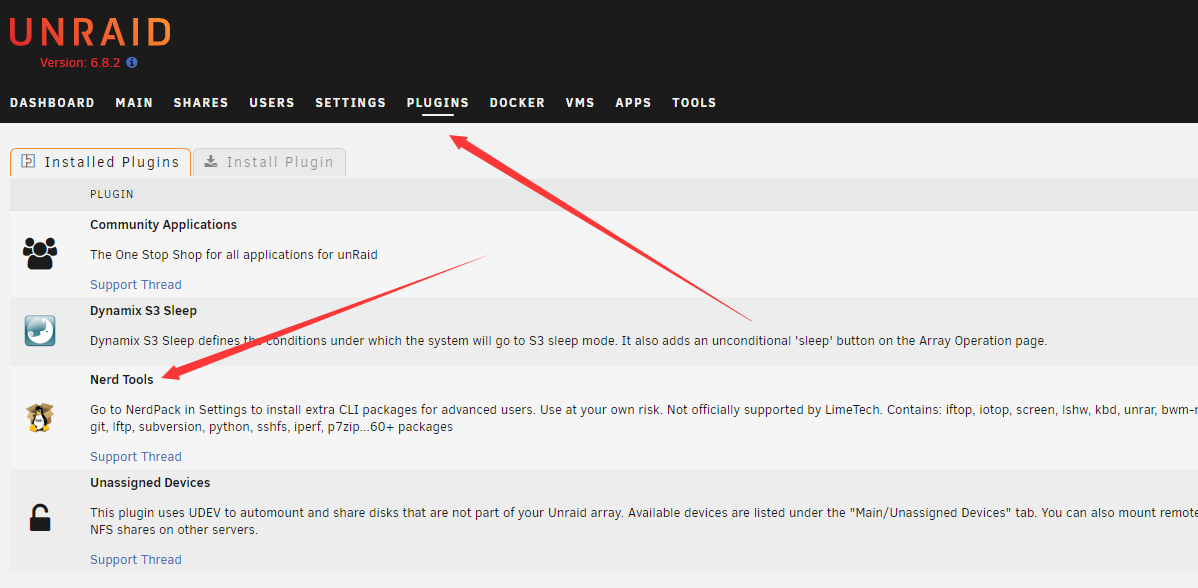 UNRAID
Version: 6.8.2
DASHBOARD MAIN SHARES USERS SETTINGS PLUGINS DOCKER VMS APPS TOOLS
Installed Plugins Install Plugin
PLUGIN
Community Applications
The One Stop Shop for all applications for unRaid
Support Thread
Dynamix S3 Sleep
Dynamix S3 Sleep defines the conditions under which the system will go to S3 sleep mode. It also adds an unconditional 'sleep' button on the Array Operation page.
Nerd Tools
Go to NerdPack in Settings to install extra CLI packages for advanced users. Use at your own risk. Not officially supported by LimeTech. Contains: iftop, iotop, screen, lshw, kbd, unrar, bwm-
git, lftp, subversion, python, sshfs, iperf, p7zip...60+ packages
Support Thread
Unassigned Devices
This plugin uses UDEV to automount and share disks that are not part of your Unraid array. Available devices are listed under the "Main/Unassigned Devices" tab. You can also mount remote
NFS shares on other servers.
Support Thread